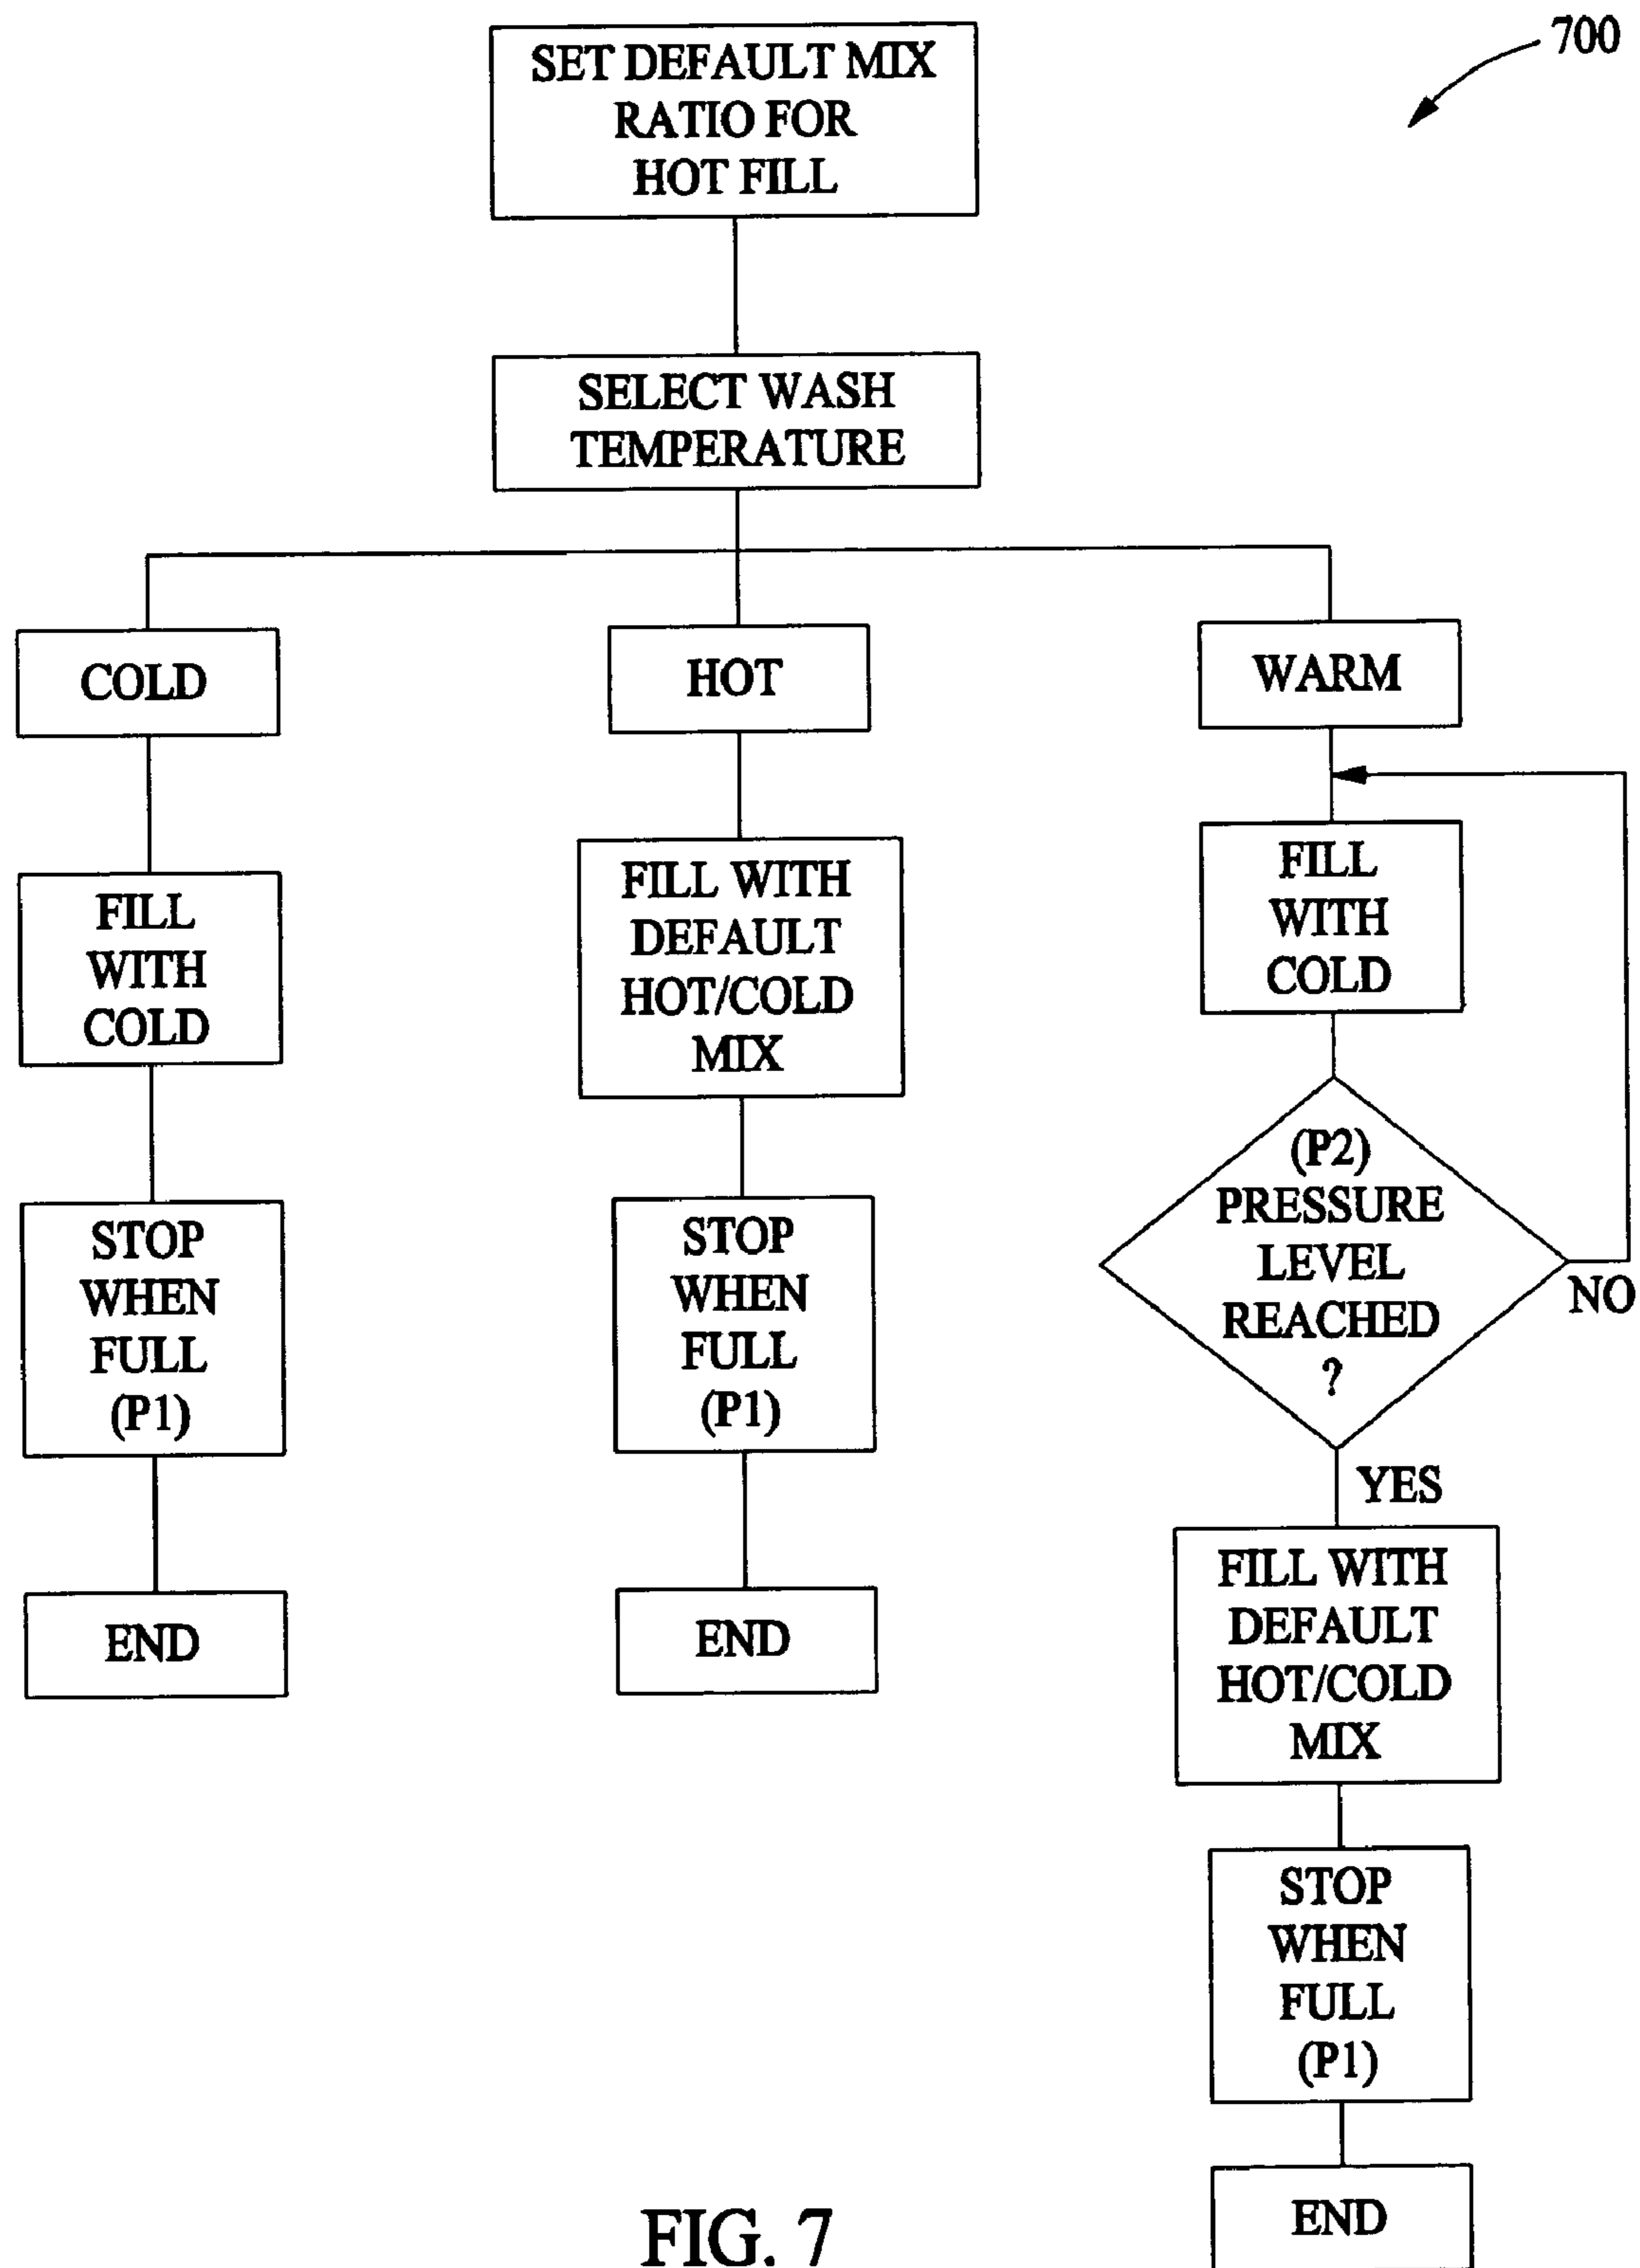 700
SET DEFAULT MIX
RATIO FOR
HOT FILL
SELECT WASH
TEMPERATURE
COLD
FILL
WITH
COLD
STOP
WHEN
FULL
(P1)
END
HOT
FILL WITH
DEFAULT
HOT/COLD
MIX
STOP
WHEN
FULL
(P1)
END
WARM
FILL
WITH
COLD
(P2)
PRESSURE
LEVEL
REACHED
?
NO
YES
FILL WITH
DEFAULT
HOT/COLD
MIX
STOP
WHEN
FULL
(P1)
END
FIG. 7